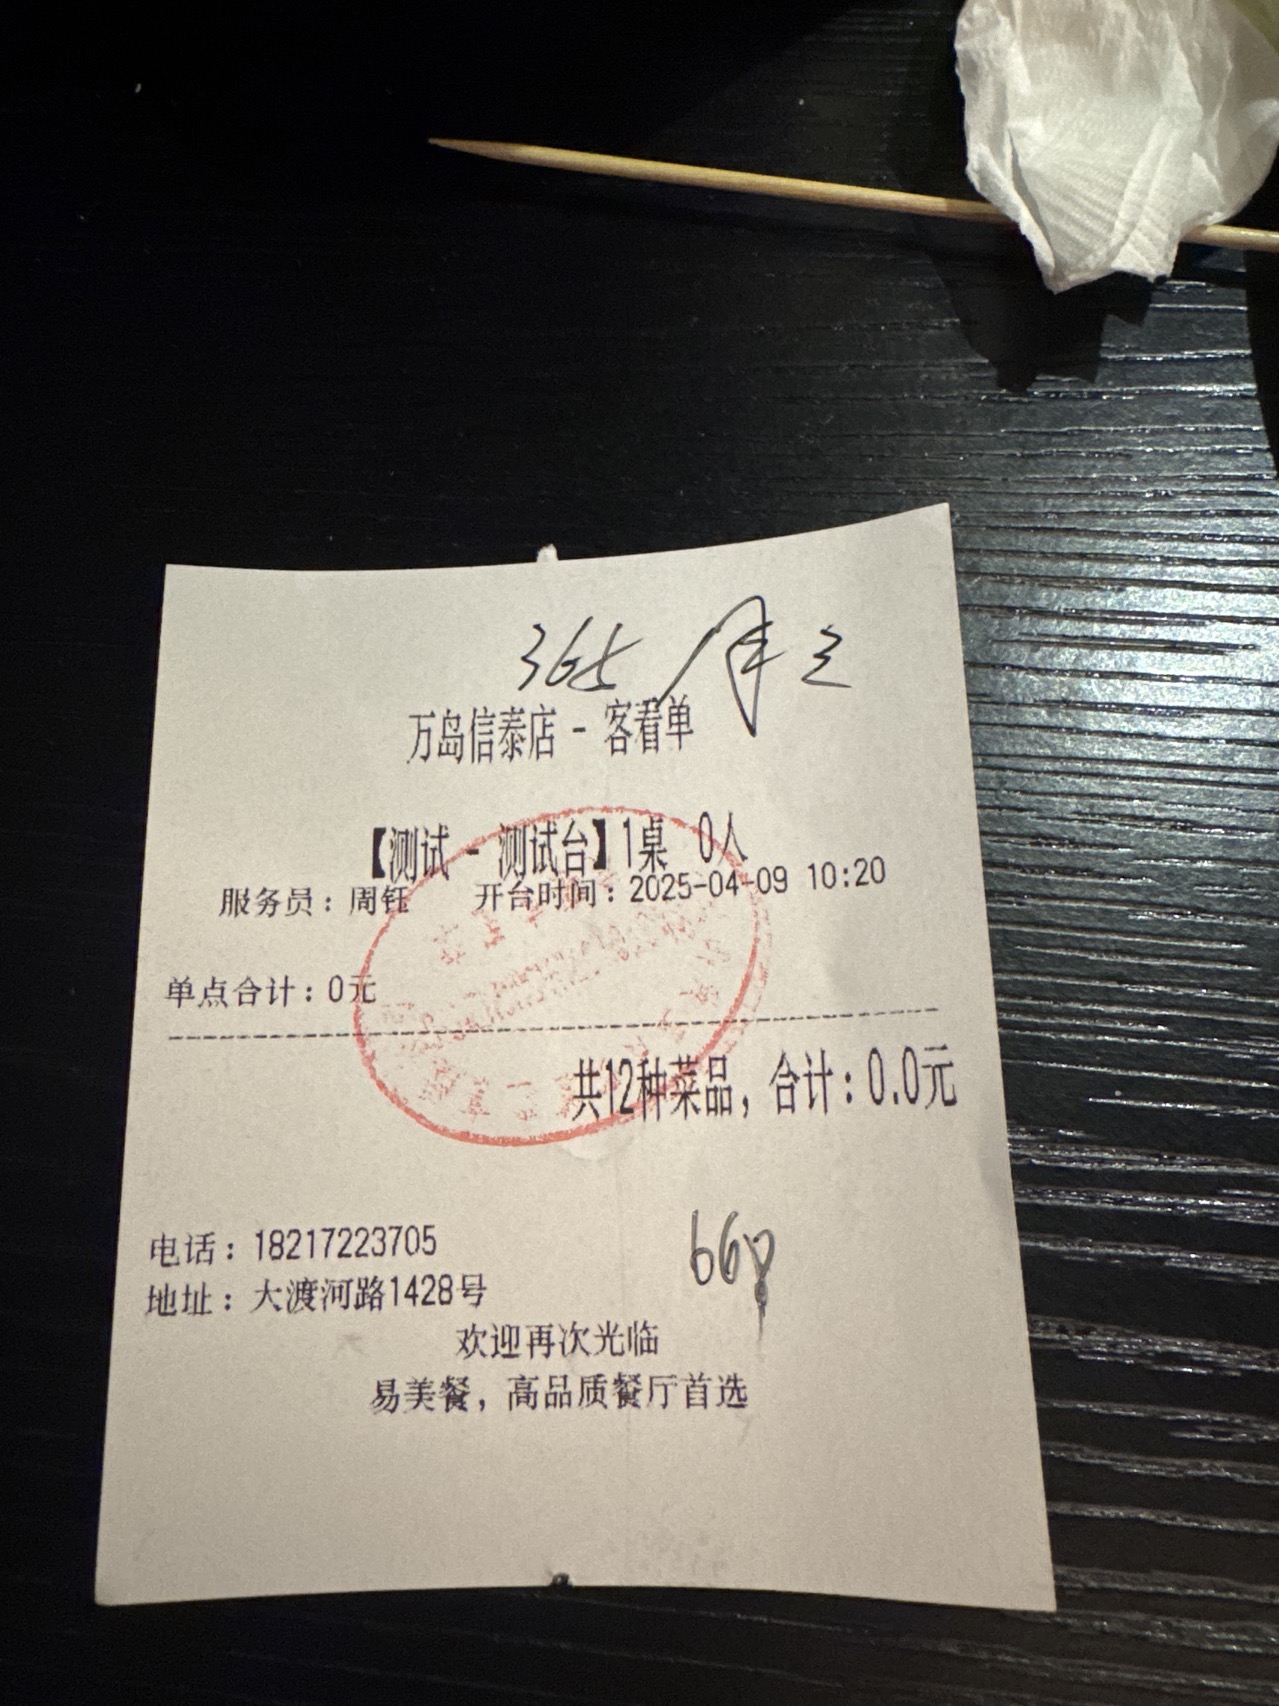 365
万岛信泰店 - 客看单
【测试 - 测试台】1桌 0人
服务员：周钰 开台时间：2025-04-09 10:20
单点合计：0元
共12种菜品，合计：0.0元
668
电话：18217223705
地址：大渡河路1428号
欢迎再次光临
易美餐，高品质餐厅首选